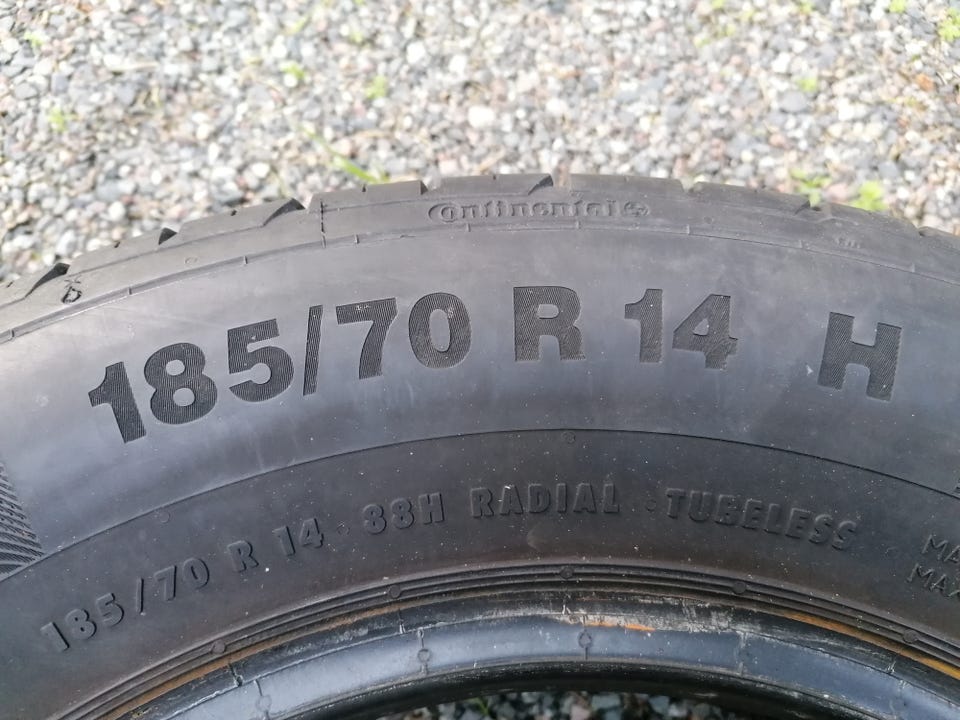 Continental
185/70 R 14 H
185/70 R 14 · 88H RADIAL · TUBELESS